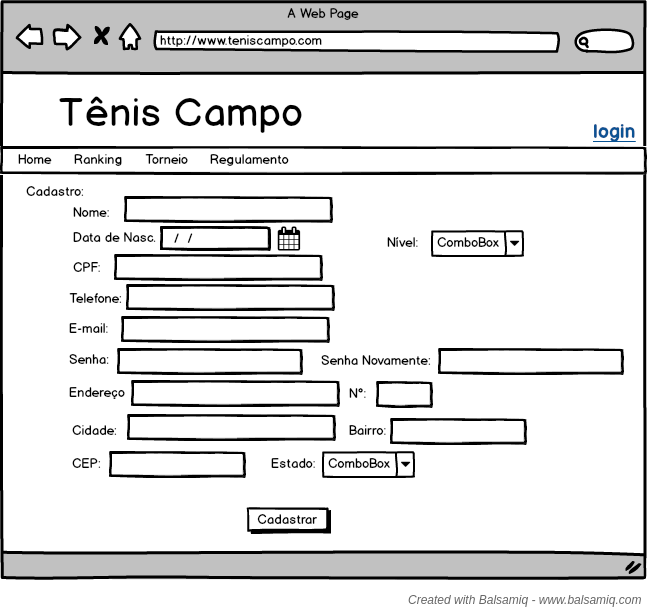 A Web Page
http://www.teniscampo.com
Tênis Campo
login
Home Ranking Torneio Regulamento
Cadastro:
Nome:
Data de Nasc. / / Nível: ComboBox
CPF:
Telefone:
E-mail:
Senha: Senha Novamente:
Endereço Nº:
Cidade: Bairro:
CEP: Estado: ComboBox
Cadastrar
Created with Balsamiq - www.balsamiq.com